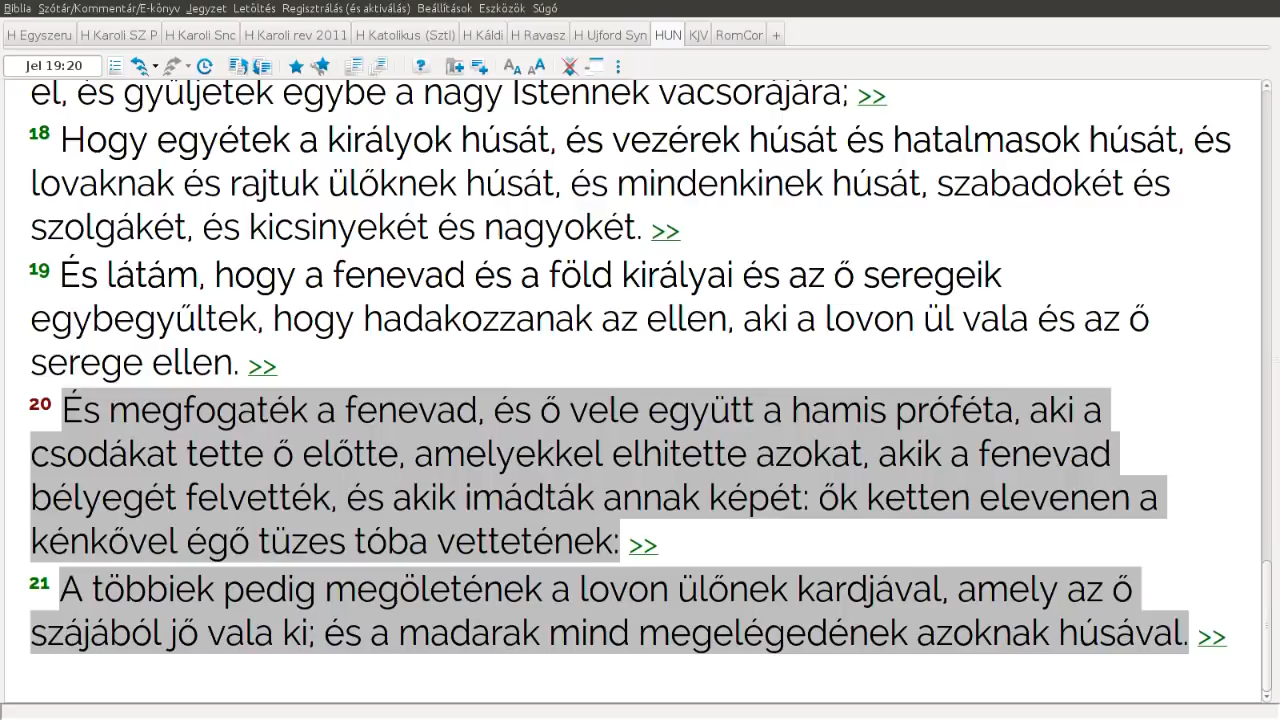 Biblia Szótár/Kommentár/E-könyv Jegyzet Letöltés Regisztrálás (és aktiválás) Beállítások Eszközök Súgó
H Egyszeru H Karoli SZ P H Karoli Snc H Karoli rev 2011 H Katolikus (Sztl) H Káldi H Ravasz H Ujford Syn HUN KJV RomCor +
Jel 19:20
el, és gyűljetek egybe a nagy Istennek vacsorájára; >>
18 Hogy egyétek a királyok húsát, és vezérek húsát és hatalmasok húsát, és
lovaknak és rajtuk ülőknek húsát, és mindenkinek húsát, szabadokét és
szolgákét, és kicsinyekét és nagyokét. >>
19 És látám, hogy a fenevad és a föld királyai és az ő seregeik
egybegyűltek, hogy hadakozzanak az ellen, aki a lovon ül vala és az ő
serege ellen. >>
20 És megfogaték a fenevad, és ő vele együtt a hamis próféta, aki a
csodákat tette ő előtte, amelyekkel elhitette azokat, akik a fenevad
bélyegét felvették, és akik imádták annak képét: ők ketten elevenen a
kénkővel égő tüzes tóba vettetének: >>
21 A többiek pedig megöletének a lovon ülőnek kardjával, amely az ő
szájából jő vala ki; és a madarak mind megelégedének azoknak húsával. >>